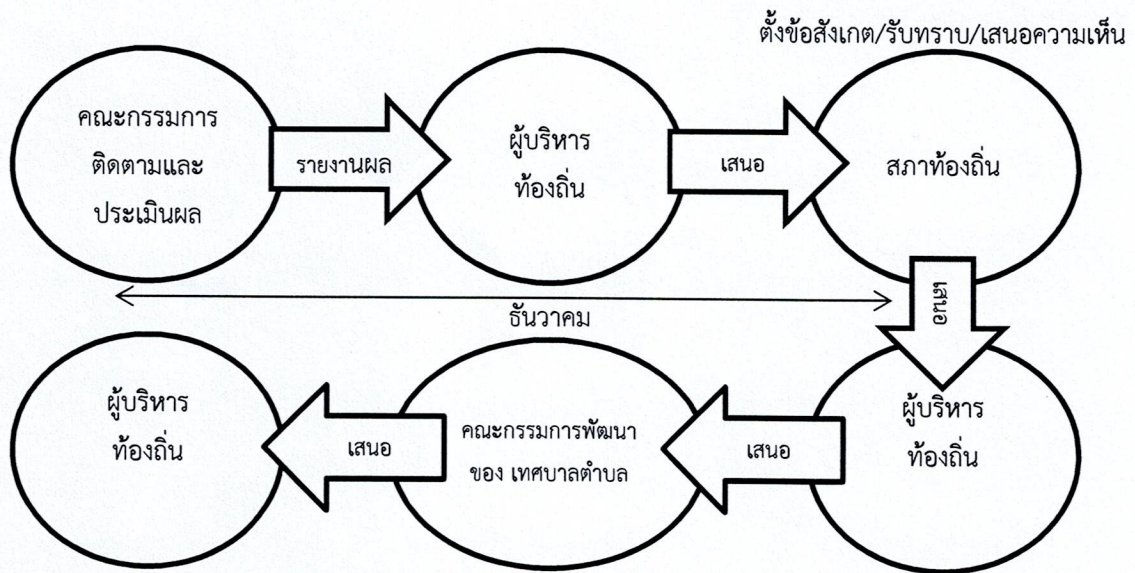 ตั้งข้อสังเกต/รับทราบ/เสนอความเห็น
คณะกรรมการ
ติดตามและ
ประเมินผล
รายงานผล
ผู้บริหาร
ท้องถิ่น
เสนอ
สภาท้องถิ่น
เสนอ
ธันวาคม
ผู้บริหาร
ท้องถิ่น
เสนอ
คณะกรรมการพัฒนา
ของ เทศบาลตำบล
เสนอ
ผู้บริหาร
ท้องถิ่น